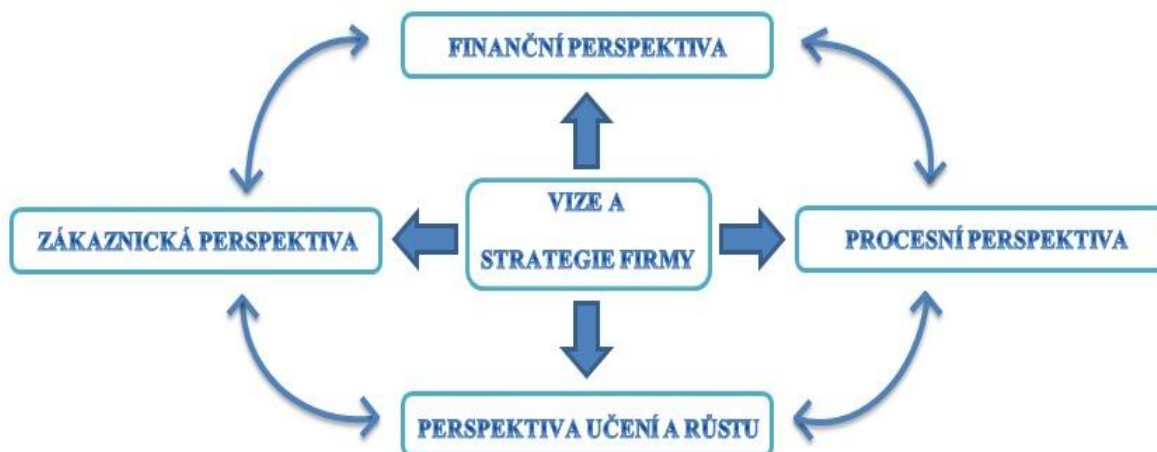 FINANČNÍ PERSPEKTIVA
ZÁKAZNICKÁ PERSPEKTIVA
VIZE A
STRATEGIE FIRMY
PROCESNÍ PERSPEKTIVA
PERSPEKTIVA UČENÍ A RŮSTU